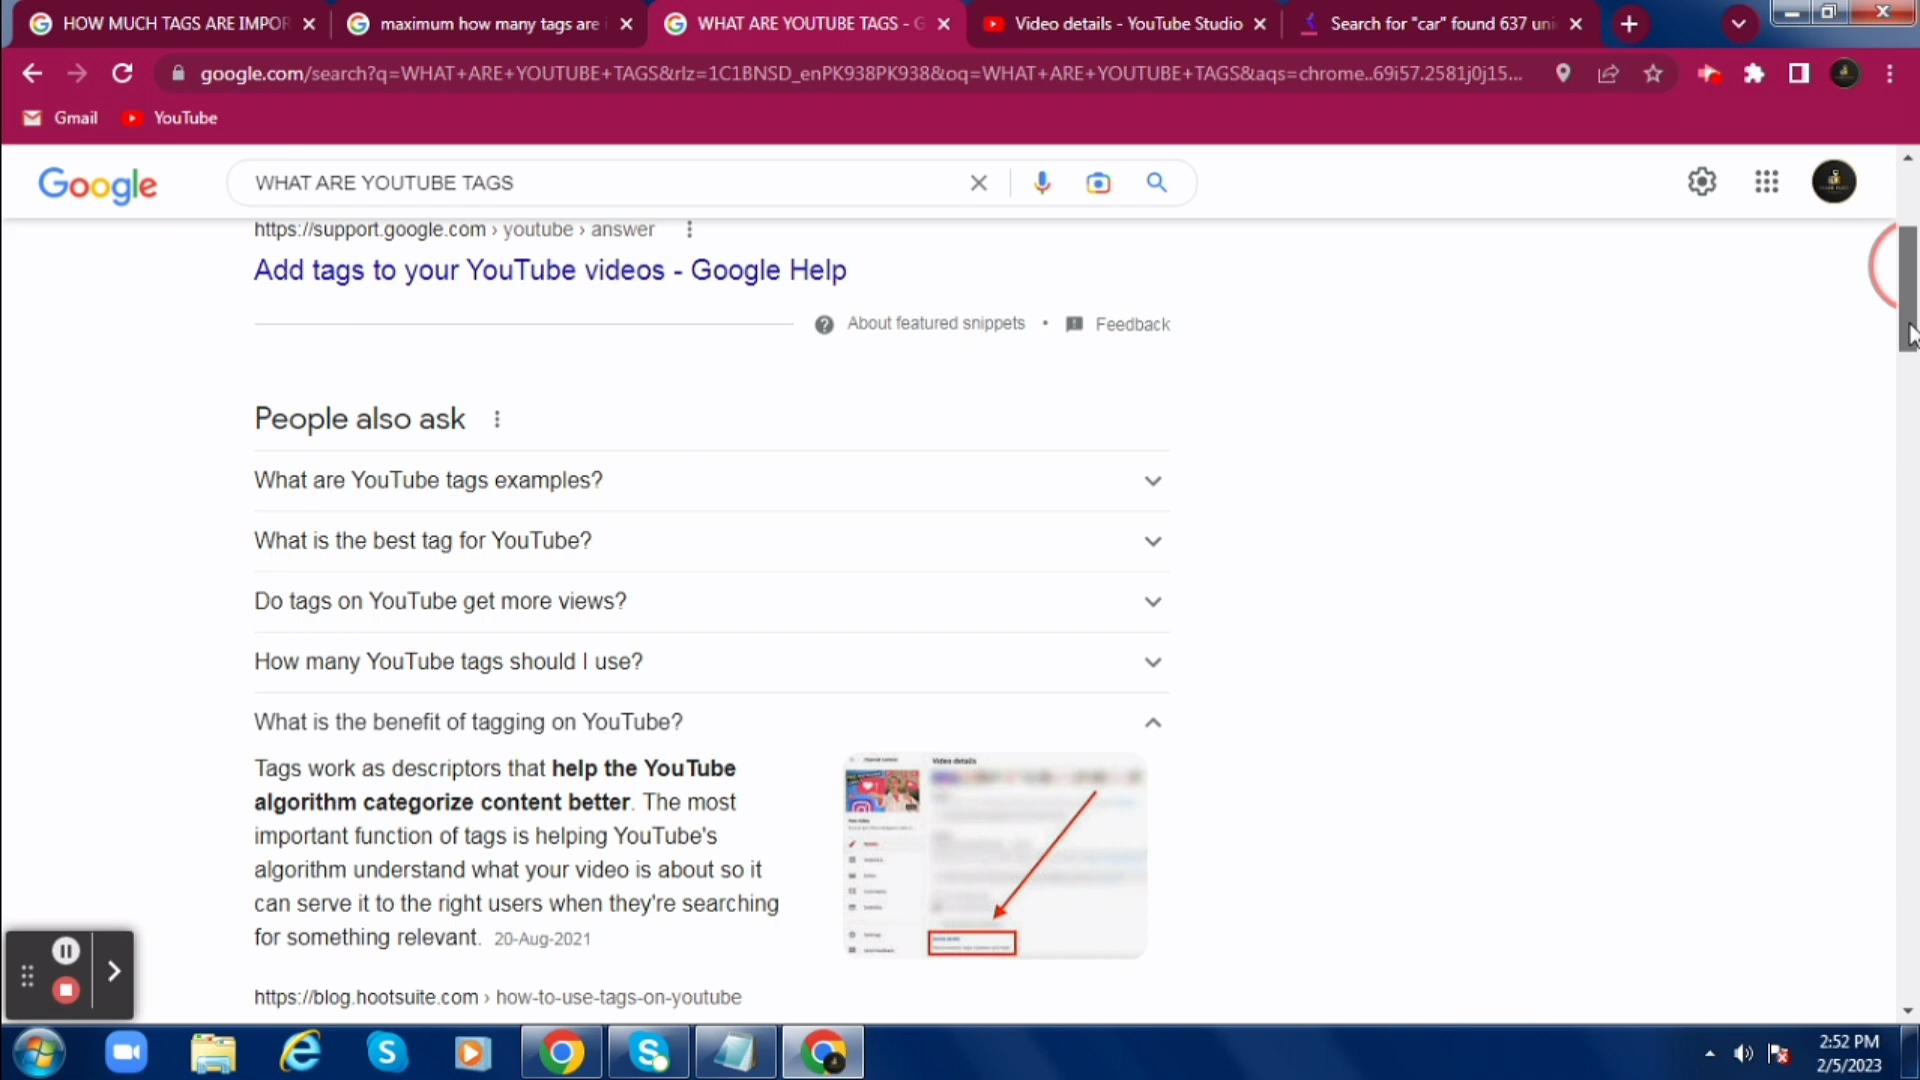 HOW MUCH TAGS ARE IMPOR
maximum how many tags are
WHAT ARE YOUTUBE TAGS - G
Video details - YouTube Studio
Search for "car" found 637 uni
google.com/search?q=WHAT+ARE+YOUTUBE+TAGS&rlz=1C1BNSD_enPK938PK938&oq=WHAT+ARE+YOUTUBE+TAGS&aqs=chrome..69i57.2581j0j15...
Gmail
YouTube
Google
WHAT ARE YOUTUBE TAGS
https://support.google.com › youtube › answer
Add tags to your YouTube videos - Google Help
About featured snippets • Feedback
People also ask
What are YouTube tags examples?
What is the best tag for YouTube?
Do tags on YouTube get more views?
How many YouTube tags should I use?
What is the benefit of tagging on YouTube?
Tags work as descriptors that help the YouTube
algorithm categorize content better. The most
important function of tags is helping YouTube's
algorithm understand what your video is about so it
can serve it to the right users when they're searching
for something relevant. 20-Aug-2021
Video details
https://blog.hootsuite.com › how-to-use-tags-on-youtube
2:52 PM
2/5/2023